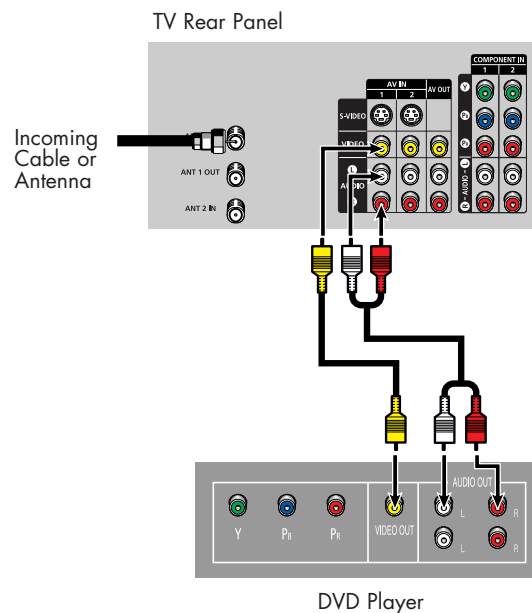 TV Rear Panel
COMPONENT IN
1 2
AV IN
1 2
AV OUT
S-VIDEO
VIDEO
L
AUDIO
Y
PB
PR
R - AUDIO - L
Incoming
Cable or
Antenna
ANT 1 OUT
ANT 2 IN
AUDIO OUT
L R
Y PB PR
VIDEO OUT
L R
DVD Player